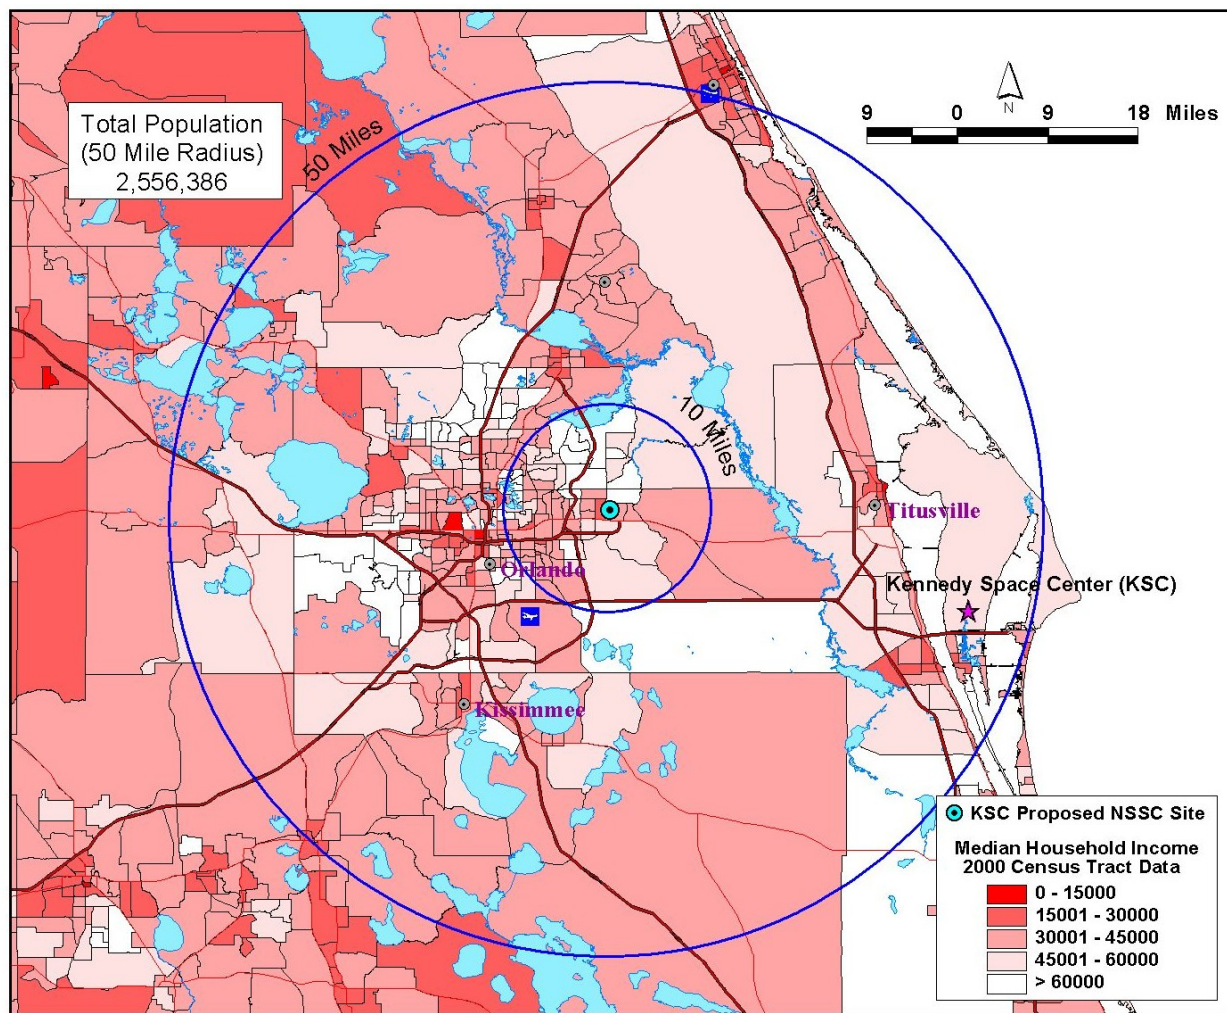 Total Population
(50 Mile Radius)
2,556,386
50 Miles
N
9 0 9 18 Miles
10 Miles
Titusville
Orlando
Kennedy Space Center (KSC)
Kissimmee
KSC Proposed NSSC Site
Median Household Income
2000 Census Tract Data
0 - 15000
15001 - 30000
30001 - 45000
45001 - 60000
> 60000